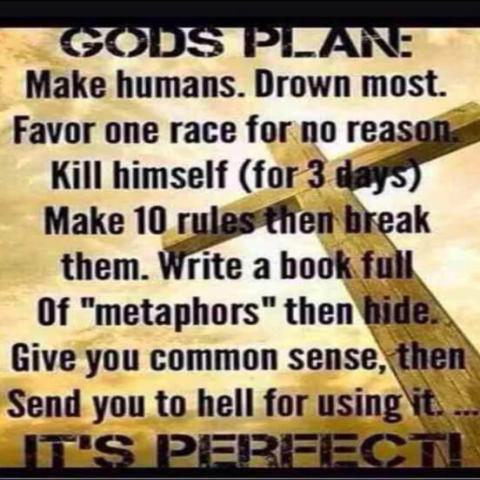 GODS PLAN:
Make humans. Drown most.
Favor one race for no reason.
Kill himself (for 3 days)
Make 10 rules then break
them. Write a book full
Of "metaphors" then hide.
Give you common sense, then
Send you to hell for using it. ...
IT'S PERFECT!